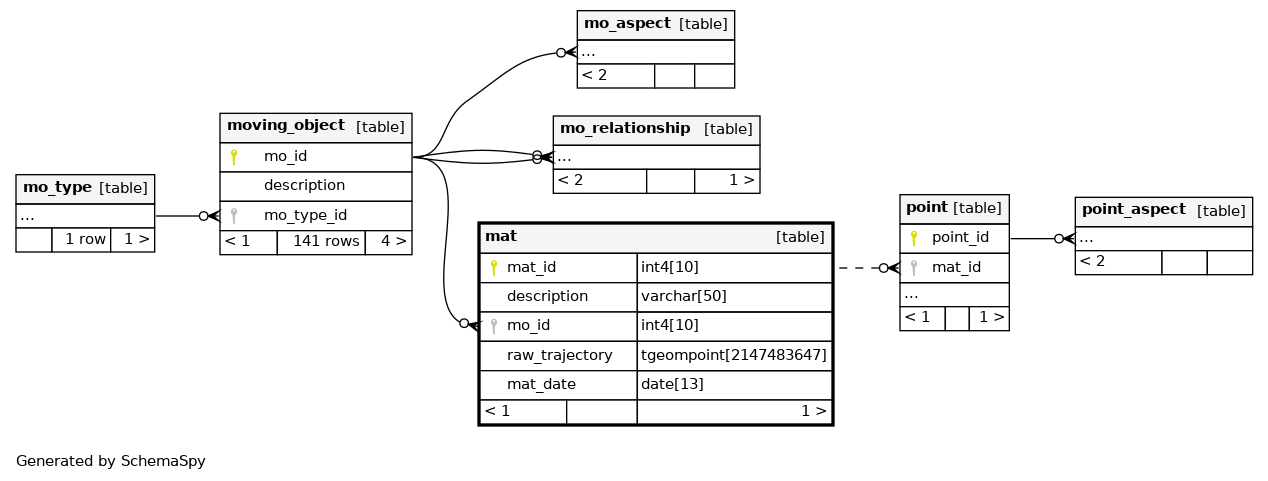 mo_aspect [table]
...
< 2
moving_object [table]
mo_id
description
mo_type_id
< 1 141 rows 4 >
mo_relationship [table]
...
< 2 1 >
mo_type [table]
...
1 row 1 >
mat [table]
mat_id int4[10]
description varchar[50]
mo_id int4[10]
raw_trajectory tgeompoint[2147483647]
mat_date date[13]
< 1 1 >
point [table]
point_id
mat_id
...
< 1 1 >
point_aspect [table]
...
< 2
Generated by SchemaSpy